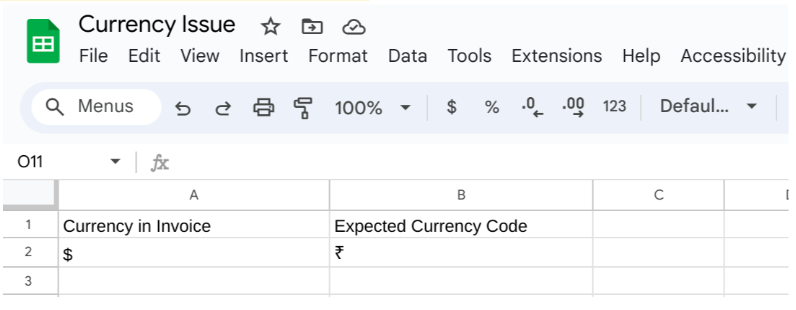 Currency Issue
File Edit View Insert Format Data Tools Extensions Help Accessibility
Menus 100% $ % .0 .00 123 Defaul...
O11 fx
A B C
1 Currency in Invoice Expected Currency Code
2 $ ₹
3